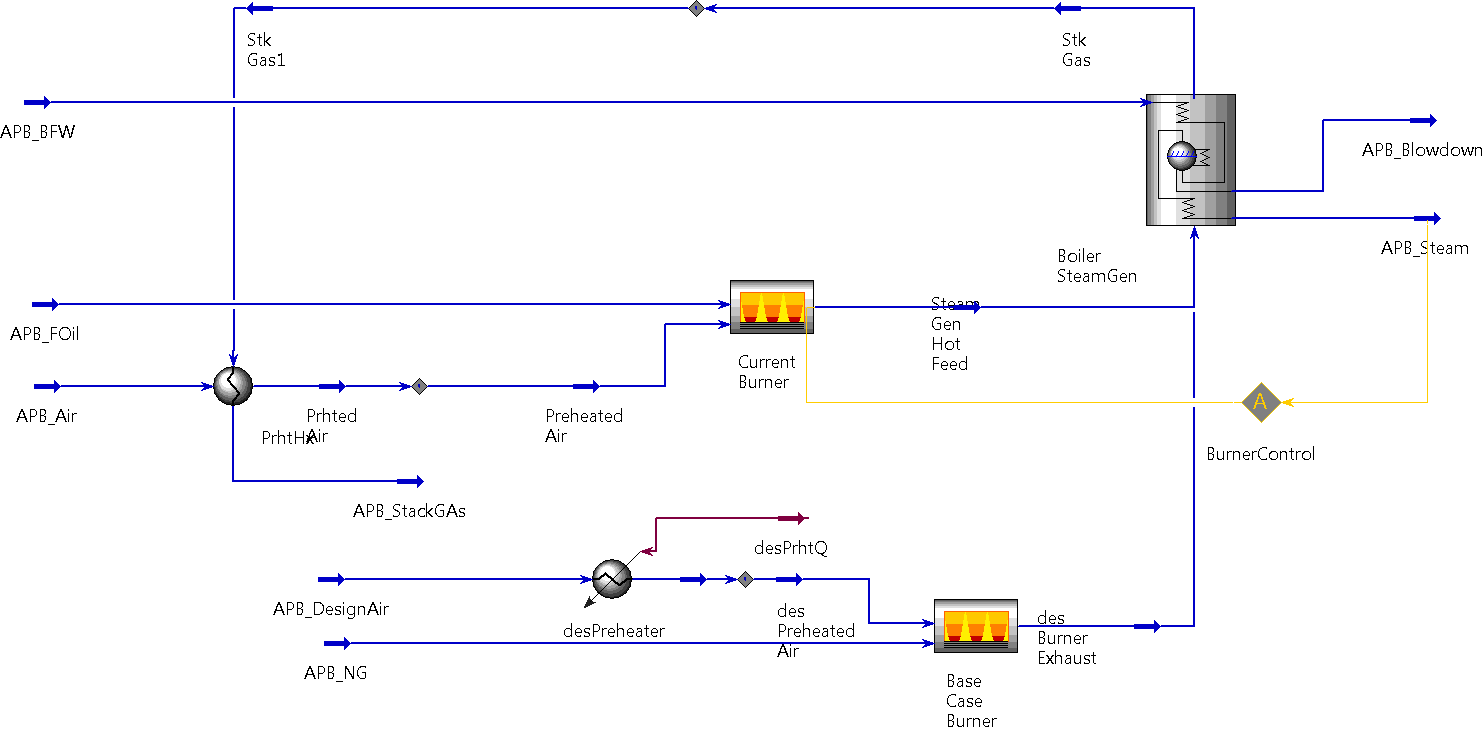 Stk
Gas1
Stk
Gas
APB_BFW
APB_Blowdown
APB_Steam
Boiler
SteamGen
APB_FOil
Steam
Gen
Hot
Feed
Current
Burner
APB_Air
Prhted
Air
PrhtHx
Preheated
Air
A
BurnerControl
APB_StackGAs
desPrhtQ
APB_DesignAir
desPreheater
des
Preheated
Air
des
Burner
Exhaust
APB_NG
Base
Case
Burner